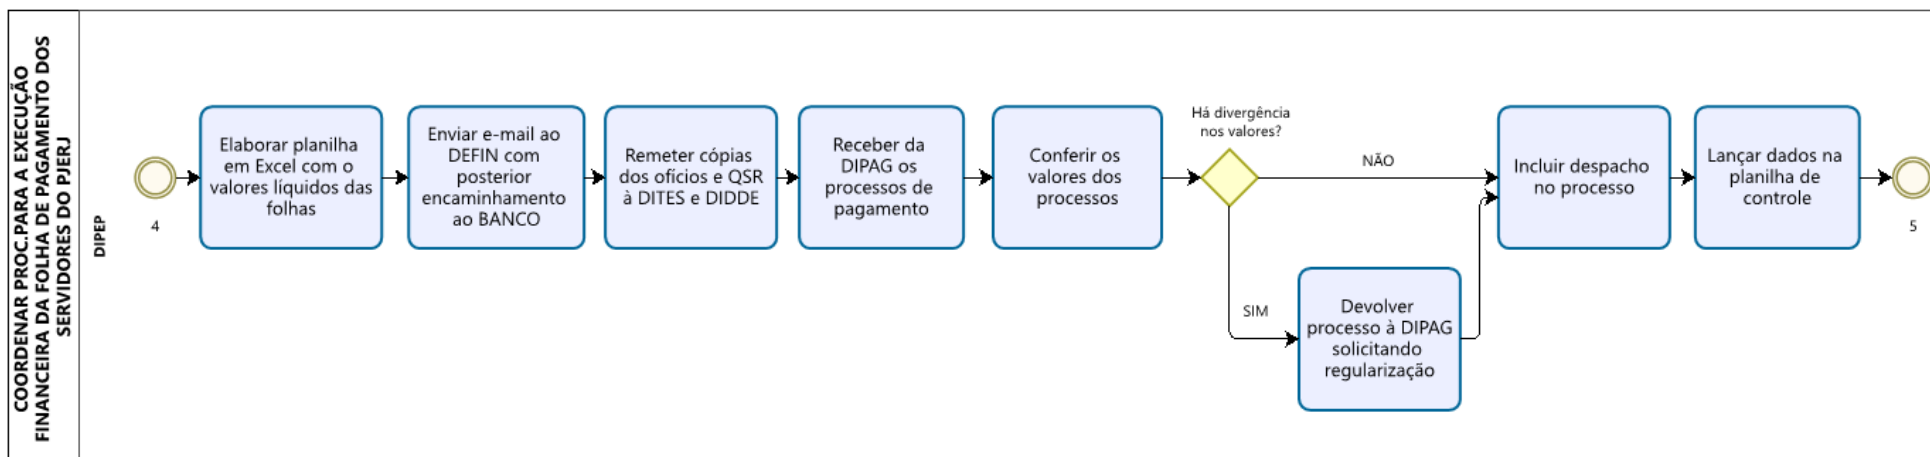 COORDENAR PROC.PARA A EXECUÇÃO
FINANCEIRA DA FOLHA DE PAGAMENTO DOS
SERVIDORES DO PJERJ
DIPEP
4
Elaborar planilha
em Excel com o
valores líquidos das
folhas
Enviar e-mail ao
DEFIN com
posterior
encaminhamento
ao BANCO
Remeter cópias
dos ofícios e QSR
à DITES e DIDDE
Receber da
DIPAG os
processos de
pagamento
Conferir os
valores dos
processos
Há divergência
nos valores?
NÃO
SIM
Devolver
processo à DIPAG
solicitando
regularização
Incluir despacho
no processo
Lançar dados na
planilha de
controle
5